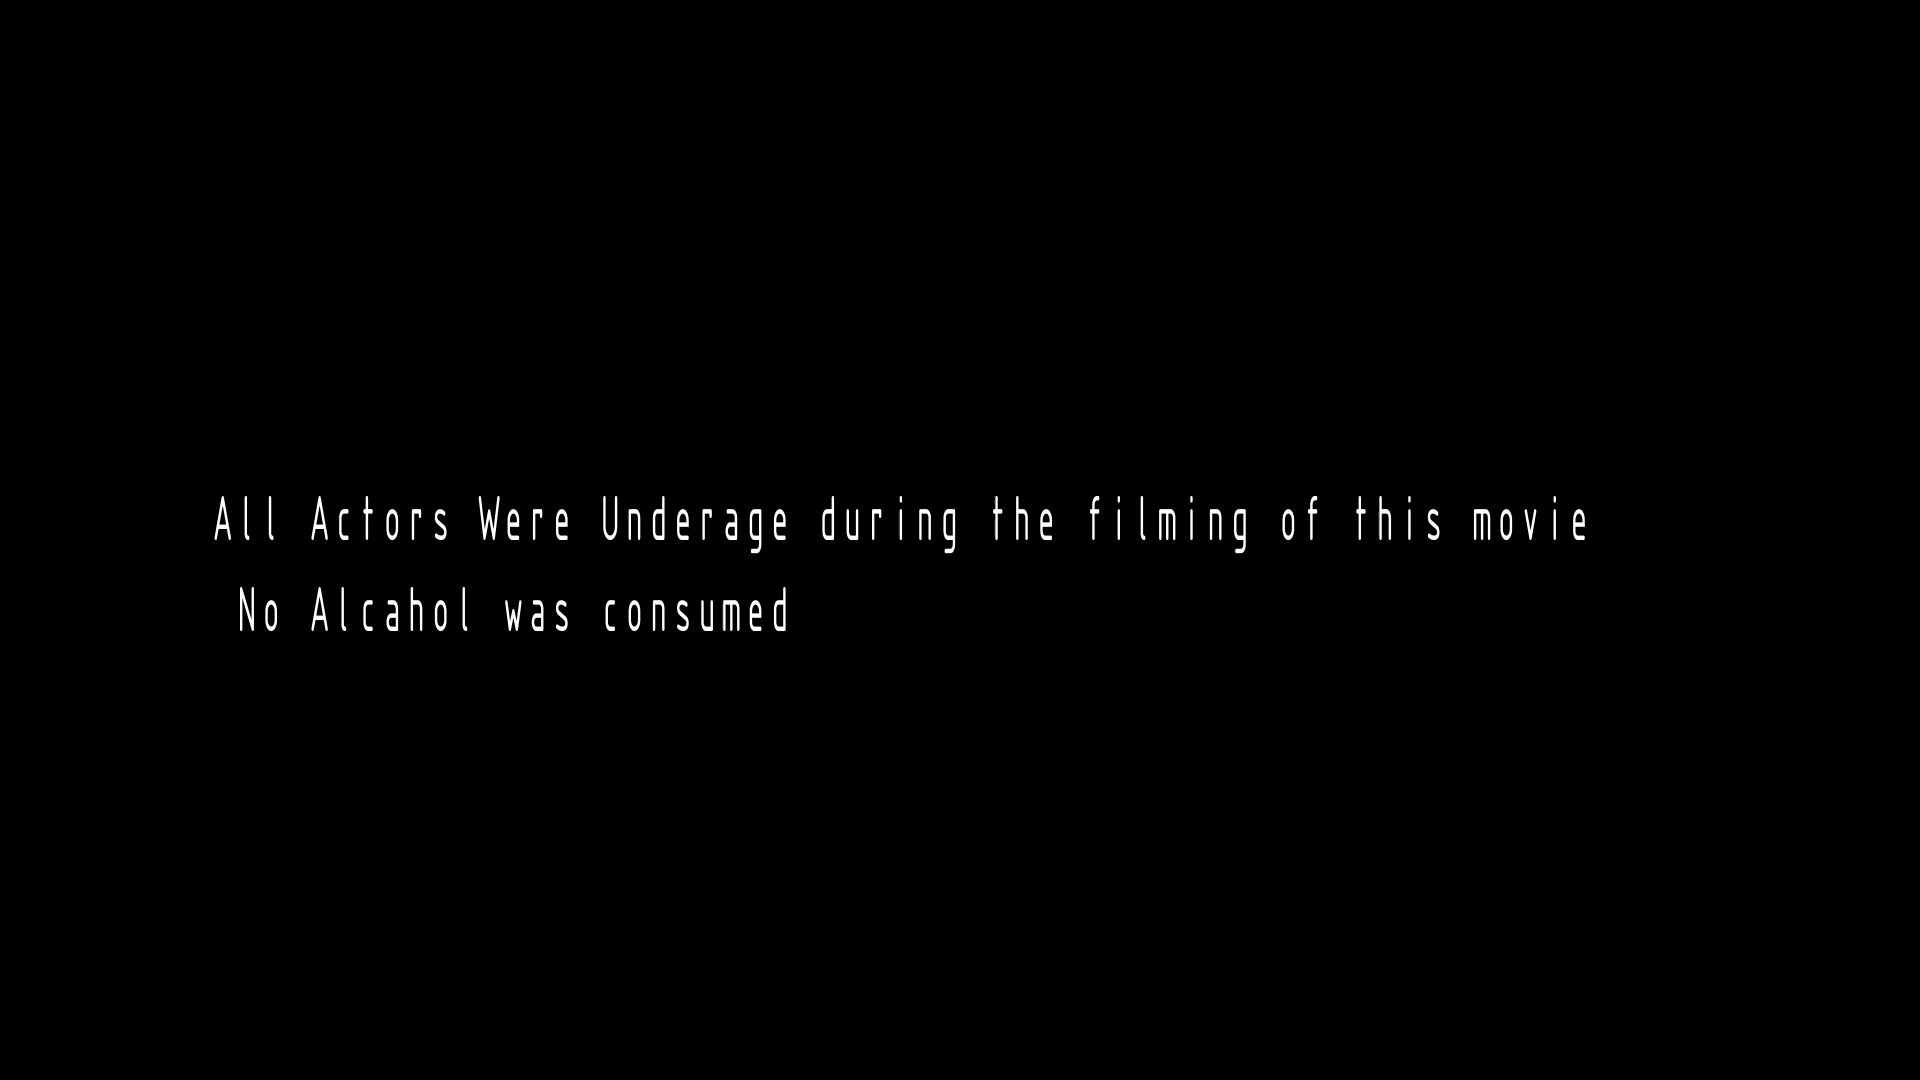 All Actors Were Underage during the filming of this movie
No Alcahol was consumed